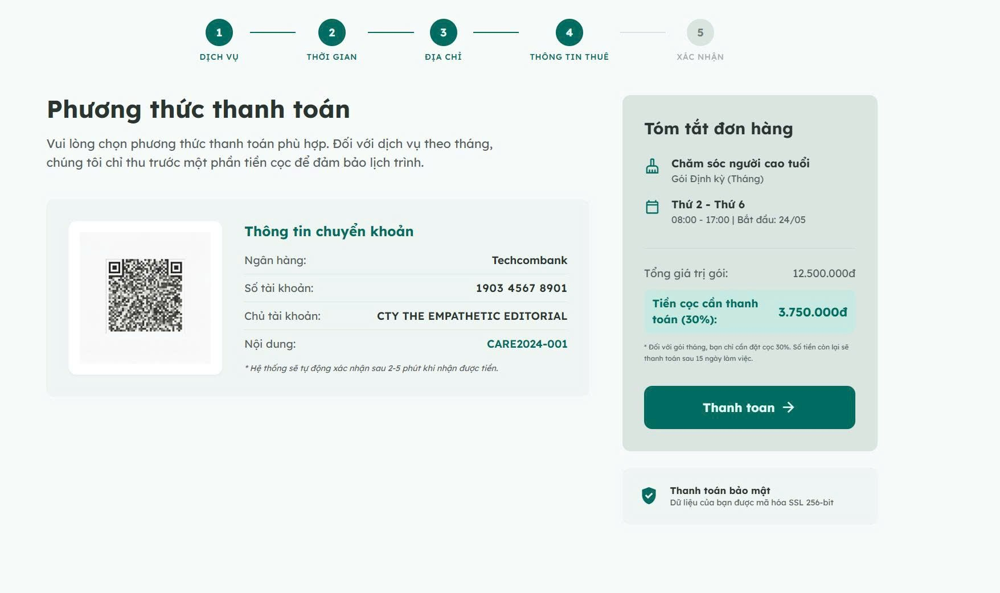 1
2
3
4
5
DỊCH VỤ
THỜI GIAN
ĐỊA CHỈ
THÔNG TIN THUÊ
XÁC NHẬN
Phương thức thanh toán
Vui lòng chọn phương thức thanh toán phù hợp. Đối với dịch vụ theo tháng,
chúng tôi chỉ thu trước một phần tiền cọc để đảm bảo lịch trình.
Thông tin chuyển khoản
Ngân hàng: Techcombank
Số tài khoản: 1903 4567 8901
Chủ tài khoản: CTY THE EMPATHETIC EDITORIAL
Nội dung: CARE2024-001
* Hệ thống sẽ tự động xác nhận sau 2-5 phút khi nhận được tiền.
Tóm tắt đơn hàng
Chăm sóc người cao tuổi
Gói Định kỳ (Tháng)
Thứ 2 - Thứ 6
08:00 - 17:00 | Bắt đầu: 24/05
Tổng giá trị gói: 12.500.000đ
Tiền cọc cần thanh
toán (30%): 3.750.000đ
* Đối với gói tháng, bạn chỉ cần đặt cọc 30%. Số tiền còn lại sẽ
thanh toán sau 15 ngày làm việc.
Thanh toan →
Thanh toán bảo mật
Dữ liệu của bạn được mã hóa SSL 256-bit